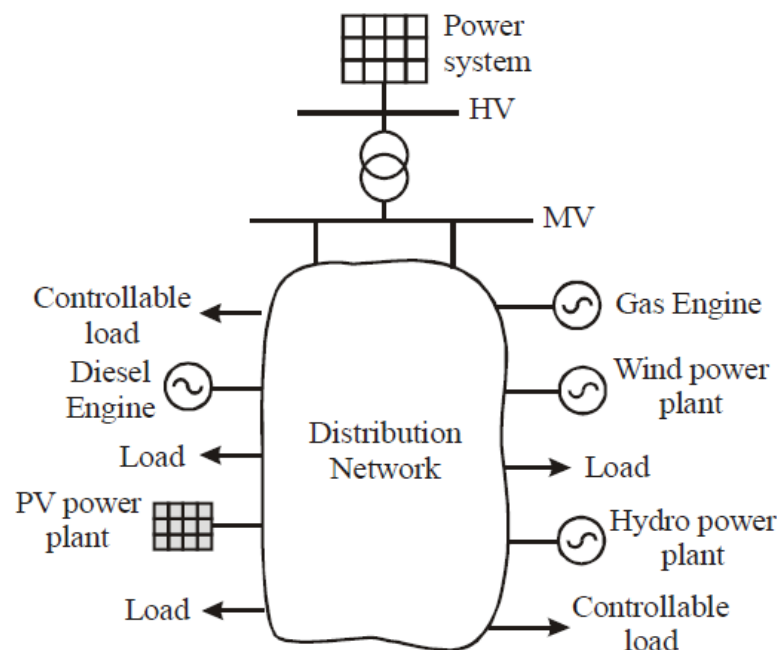 Power
system
HV
MV
Controllable
load
Diesel
Engine
Load
PV power
plant
Load
Distribution
Network
Gas Engine
Wind power
plant
Load
Hydro power
plant
Controllable
load